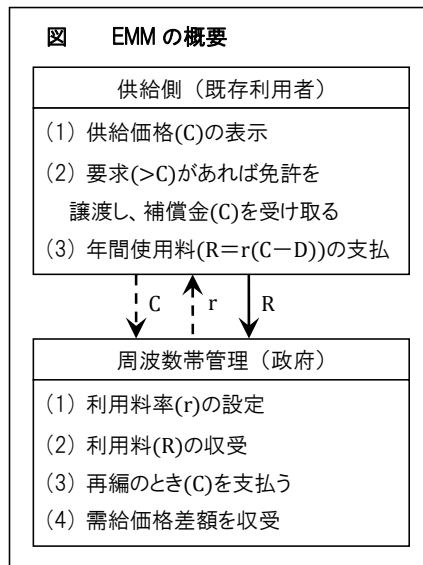 図　　EMMの概要
供給側（既存利用者）
(1) 供給価格(C)の表示
(2) 要求(>C)があれば免許を
譲渡し、補償金(C)を受け取る
(3) 年間使用料(R＝r(C－D))の支払
C　r　R
周波数帯管理（政府）
(1) 利用料率(r)の設定
(2) 利用料(R)の収受
(3) 再編のとき(C)を支払う
(4) 需給価格差額を収受